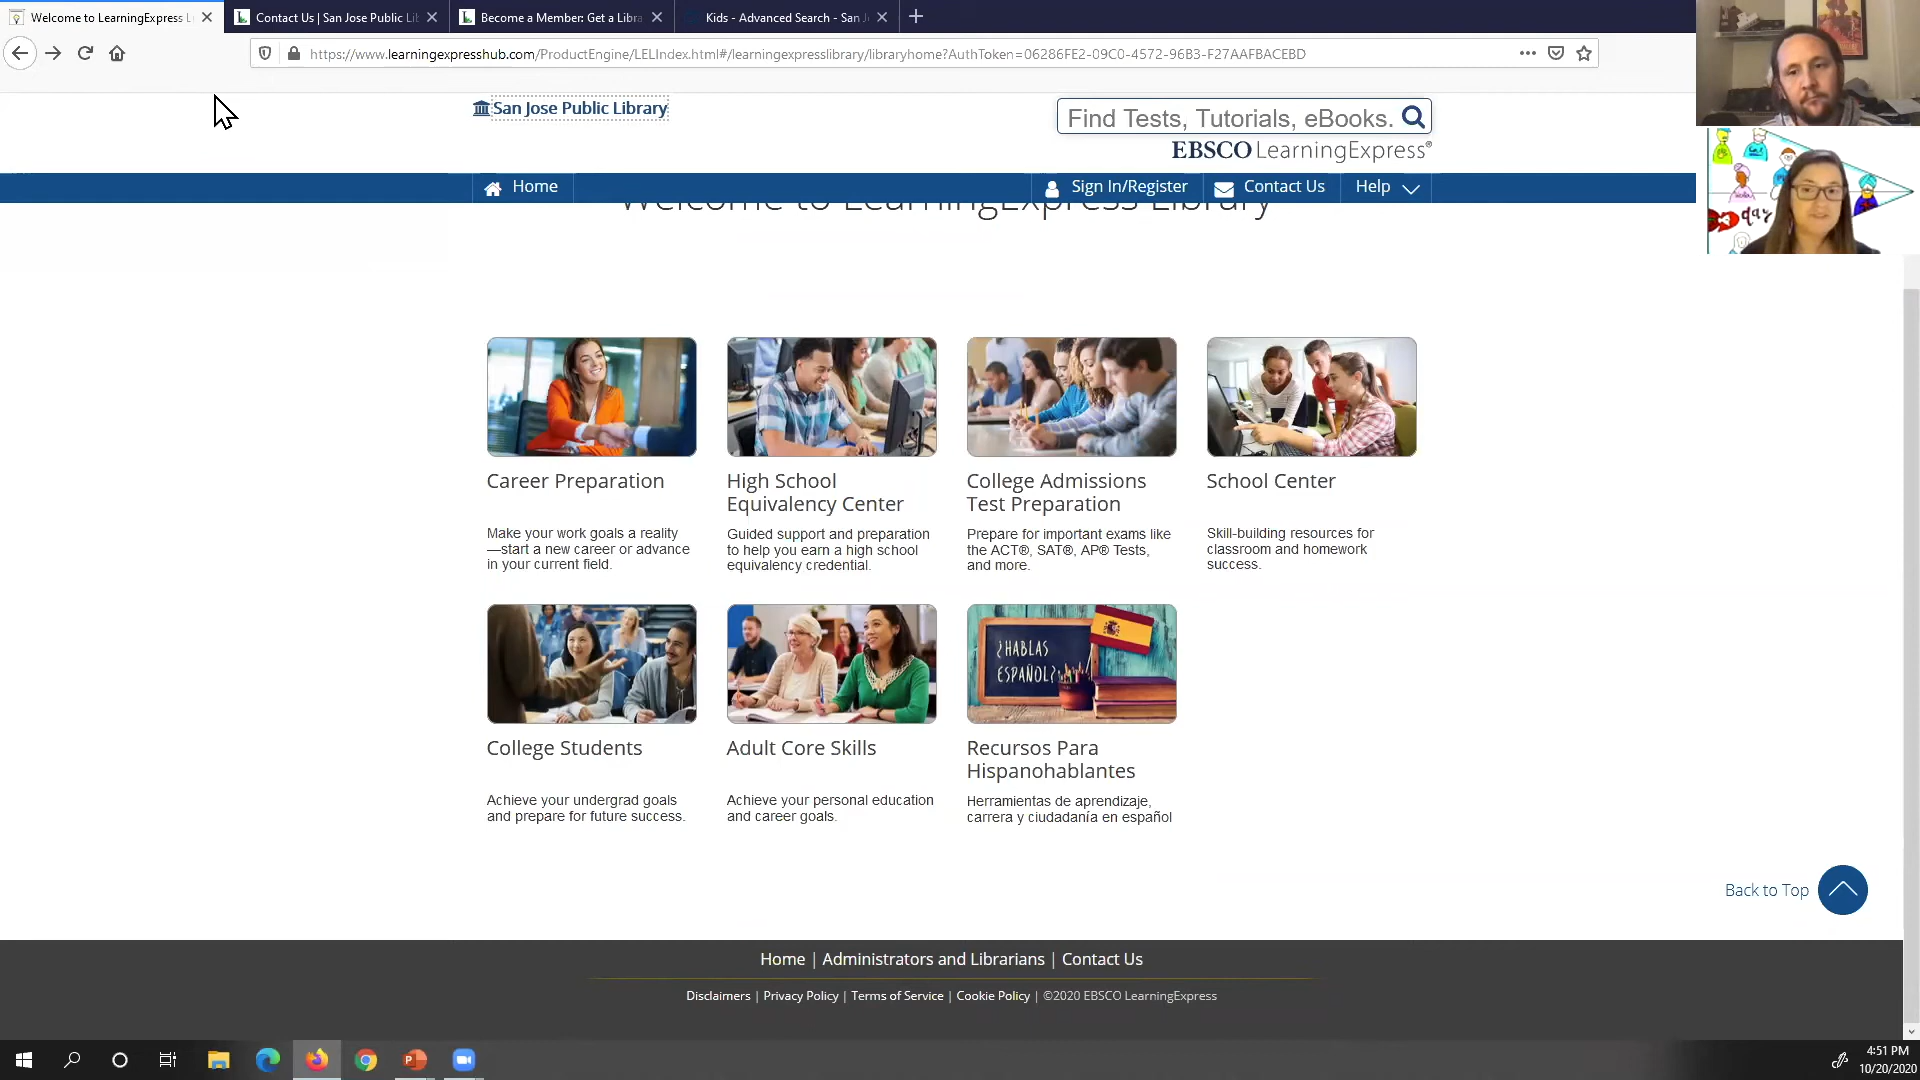 Welcome to LearningExpress L
Contact Us | San Jose Public Lib
Become a Member: Get a Libra
Kids - Advanced Search - San J
https://www.learningexpresshub.com/ProductEngine/LELIndex.html#/learningexpresslibrary/libraryhome?AuthToken=06286FE2-09C0-4572-96B3-F27AAFBACEBD
San Jose Public Library
Find Tests, Tutorials, eBooks.
EBSCO LearningExpress®
Home
Sign In/Register
Contact Us
Help
Welcome to LearningExpress Library
day
Career Preparation
Make your work goals a reality
—start a new career or advance
in your current field.
High School
Equivalency Center
Guided support and preparation
to help you earn a high school
equivalency credential.
College Admissions
Test Preparation
Prepare for important exams like
the ACT®, SAT®, AP® Tests,
and more.
School Center
Skill-building resources for
classroom and homework
success.
¿HABLAS
ESPAÑOL?
College Students
Achieve your undergrad goals
and prepare for future success.
Adult Core Skills
Achieve your personal education
and career goals.
Recursos Para
Hispanohablantes
Herramientas de aprendizaje,
carrera y ciudadanía en español
Back to Top
Home | Administrators and Librarians | Contact Us
Disclaimers | Privacy Policy | Terms of Service | Cookie Policy | ©2020 EBSCO LearningExpress
4:51 PM
10/20/2020